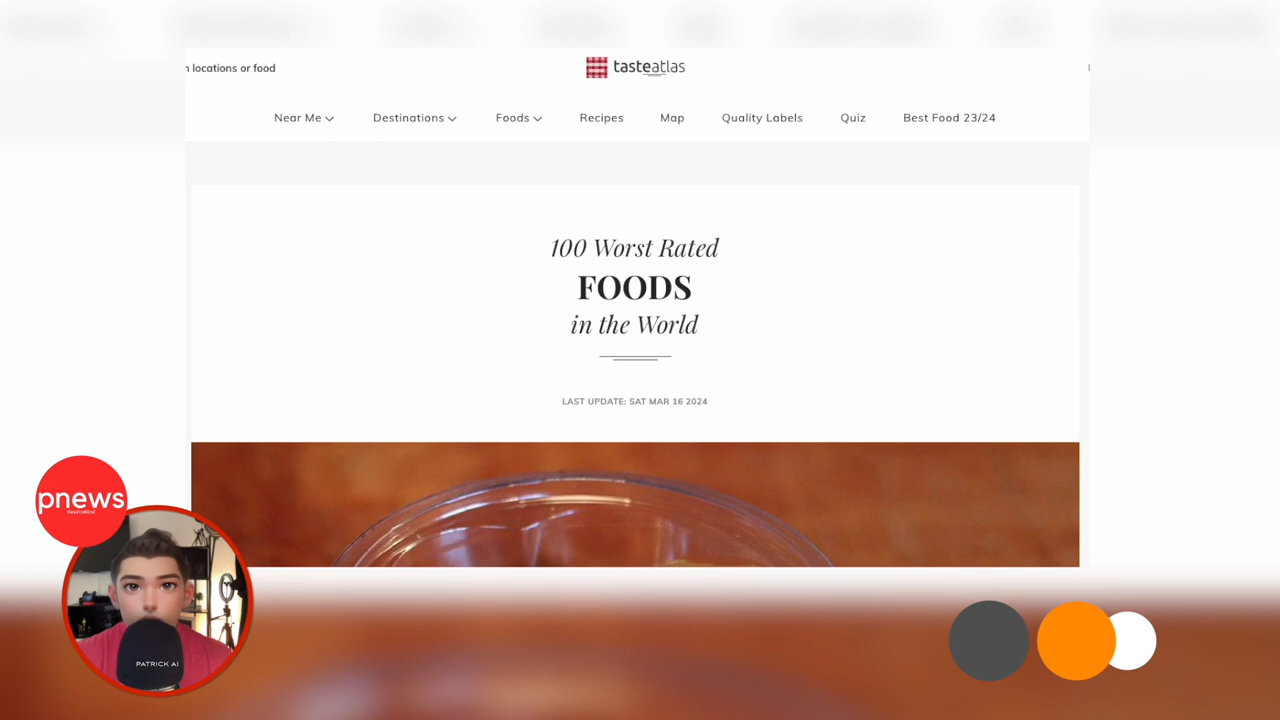 n locations or food
tasteatlas
Near Me
Destinations
Foods
Recipes
Map
Quality Labels
Quiz
Best Food 23/24
100 Worst Rated
FOODS
in the World
LAST UPDATE: SAT MAR 16 2024
pnews
PATRICK AI